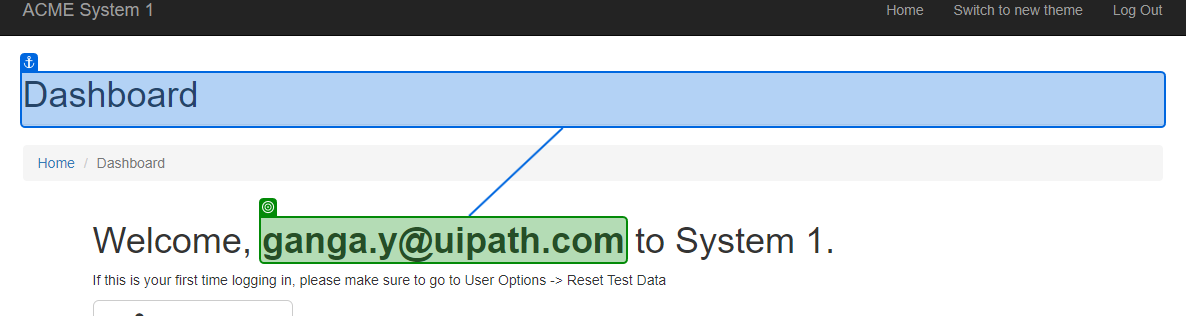 ACME System 1 Home Switch to new theme Log Out
Dashboard
Home / Dashboard
Welcome, ganga.y@uipath.com to System 1.
If this is your first time logging in, please make sure to go to User Options -> Reset Test Data